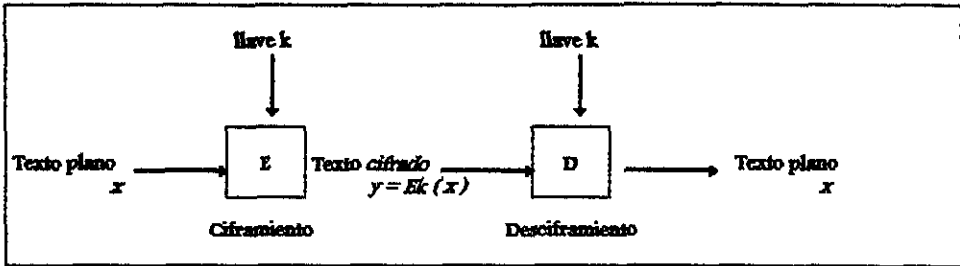 llave k llave k
Texto plano E Texto cifrado D Texto plano
x y = Ek ( x ) x
Ciframiento Desciframiento